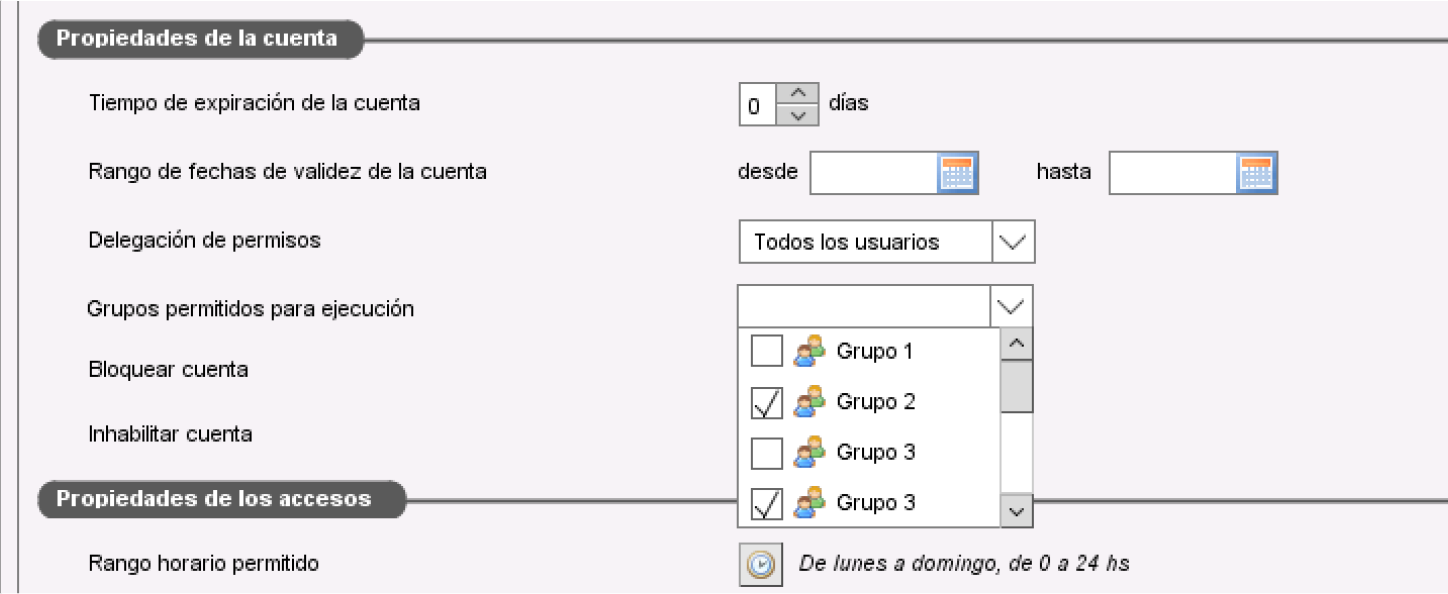 Propiedades de la cuenta
Tiempo de expiración de la cuenta 0 días
Rango de fechas de validez de la cuenta desde hasta
Delegación de permisos Todos los usuarios
Grupos permitidos para ejecución
Grupo 1
Bloquear cuenta
Grupo 2
Inhabilitar cuenta
Grupo 3
Propiedades de los accesos
Grupo 3
Rango horario permitido De lunes a domingo, de 0 a 24 hs